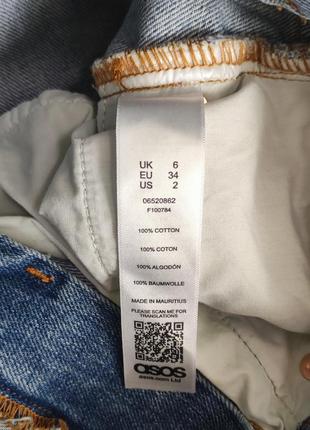 UK 6
EU 34
US 2
06520862
F100784
100% COTTON
100% COTON
100% ALGODÓN
100% BAUMWOLLE
MADE IN MAURITIUS
PLEASE SCAN ME FOR
TRANSLATIONS
asos
asos.com Ltd